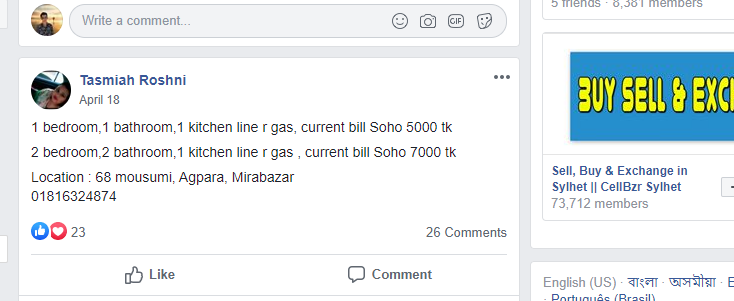 5 friends · 8,381 members
Write a comment...
GIF
Tasmiah Roshni
April 18
1 bedroom,1 bathroom,1 kitchen line r gas, current bill Soho 5000 tk
2 bedroom,2 bathroom,1 kitchen line r gas , current bill Soho 7000 tk
Location : 68 mousumi, Agpara, Mirabazar
01816324874
23
26 Comments
Like
Comment
BUY SELL & EXC
Sell, Buy & Exchange in
Sylhet || CellBzr Sylhet
73,712 members
English (US) · বাংলা · অসমীয়া ·
· Português (Brasil)